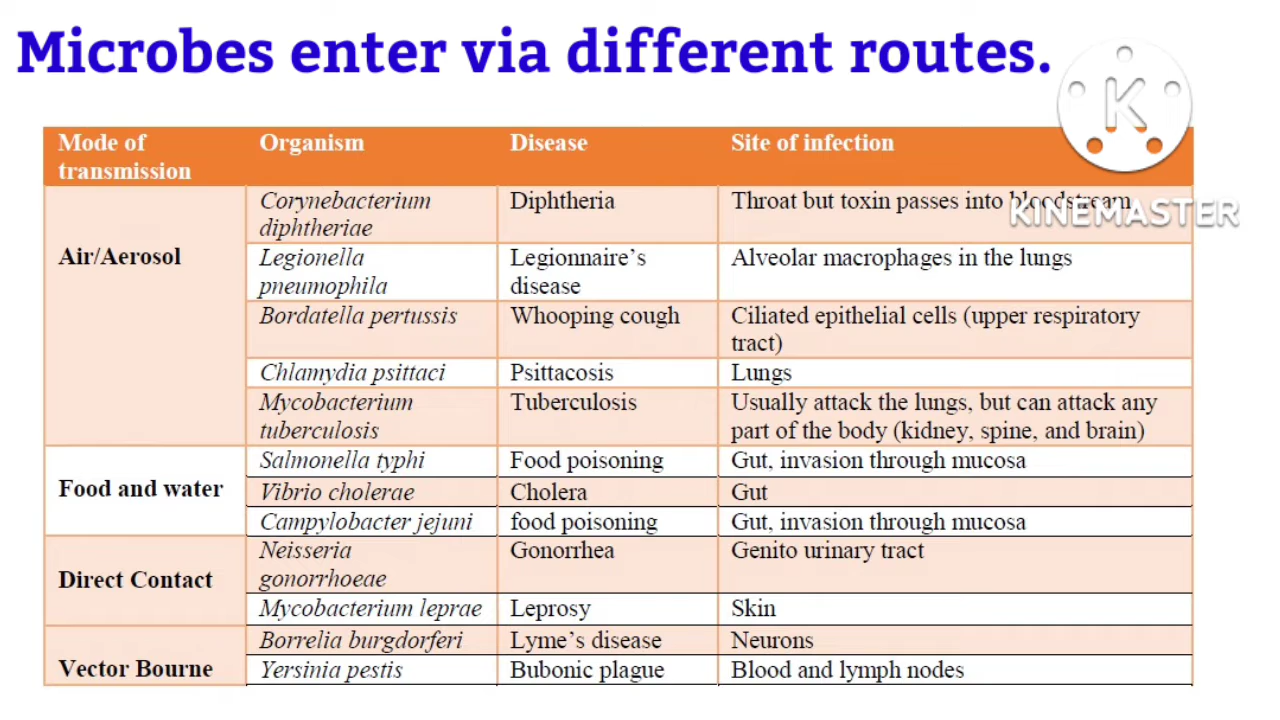 Microbes enter via different routes.
K
KINEMASTER
Mode of transmission Organism Disease Site of infection
Air/Aerosol
Corynebacterium diphtheriae Diphtheria Throat but toxin passes into bloodstream
Legionella pneumophila Legionnaire’s disease Alveolar macrophages in the lungs
Bordatella pertussis Whooping cough Ciliated epithelial cells (upper respiratory tract)
Chlamydia psittaci Psittacosis Lungs
Mycobacterium tuberculosis Tuberculosis Usually attack the lungs, but can attack any part of the body (kidney, spine, and brain)
Food and water
Salmonella typhi Food poisoning Gut, invasion through mucosa
Vibrio cholerae Cholera Gut
Campylobacter jejuni food poisoning Gut, invasion through mucosa
Direct Contact
Neisseria gonorrhoeae Gonorrhea Genito urinary tract
Mycobacterium leprae Leprosy Skin
Vector Bourne
Borrelia burgdorferi Lyme’s disease Neurons
Yersinia pestis Bubonic plague Blood and lymph nodes